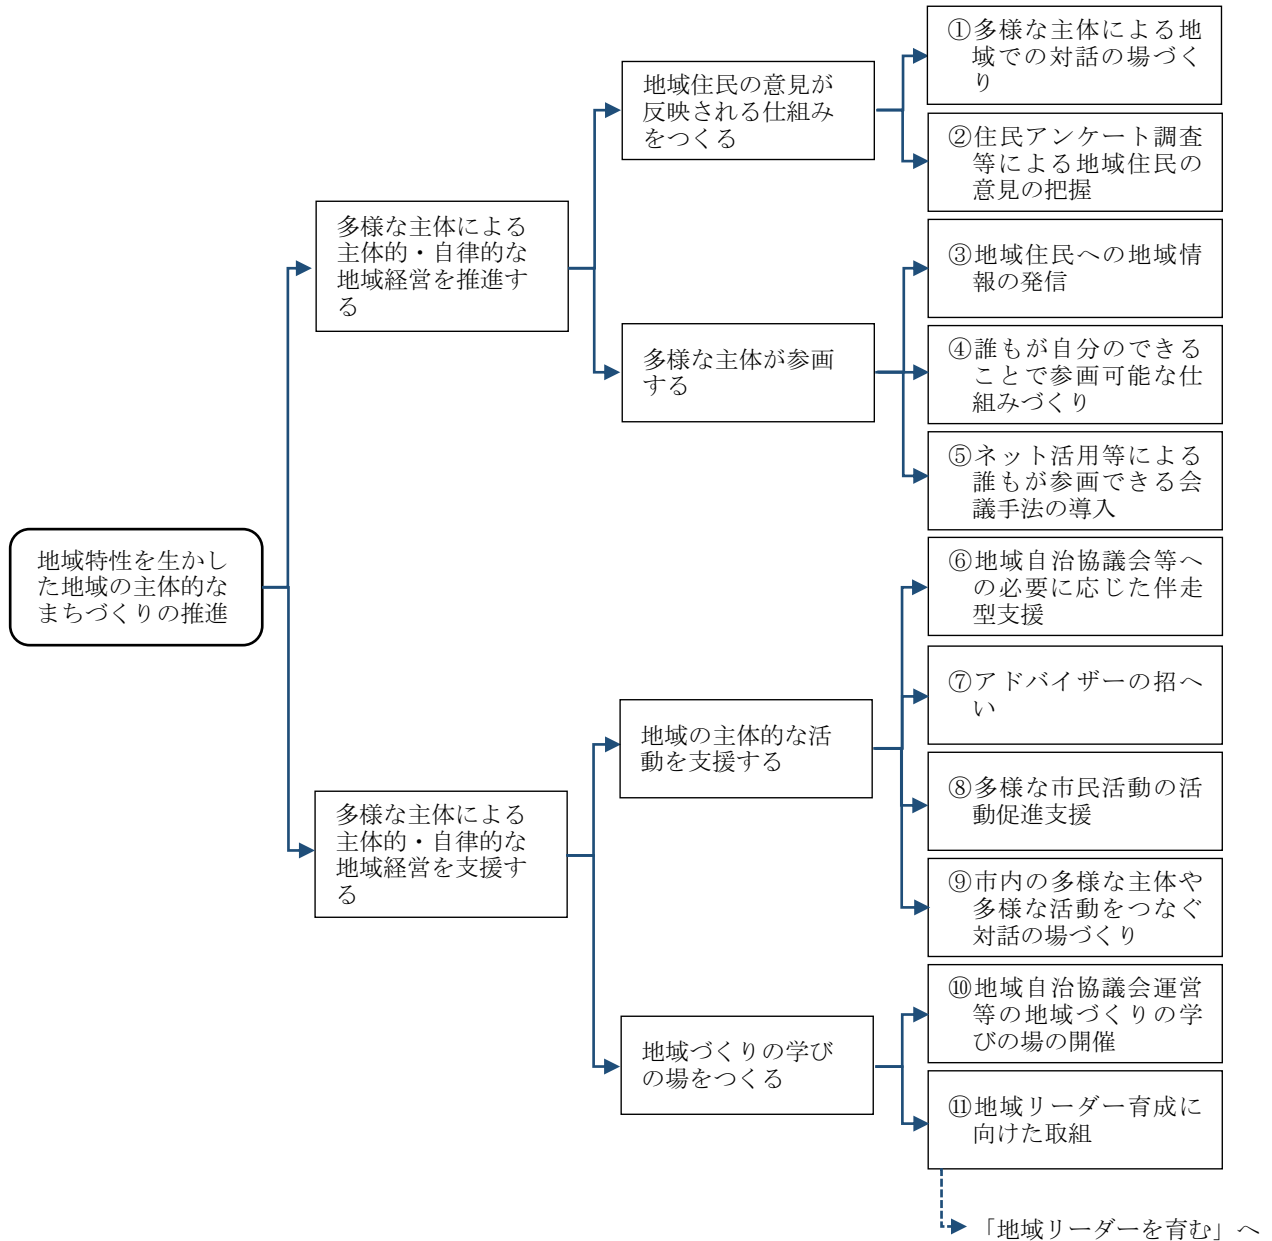 地域特性を生かし
た地域の主体的な
まちづくりの推進
多様な主体による
主体的・自律的な
地域経営を推進す
る
地域住民の意見が
反映される仕組み
をつくる
①多様な主体による地
域での対話の場づく
り
②住民アンケート調査
等による地域住民の
意見の把握
多様な主体が参画
する
③地域住民への地域情
報の発信
④誰もが自分のできる
ことで参画可能な仕
組みづくり
⑤ネット活用等による
誰もが参画できる会
議手法の導入
多様な主体による
主体的・自律的な
地域経営を支援す
る
地域の主体的な活
動を支援する
⑥地域自治協議会等へ
の必要に応じた伴走
型支援
⑦アドバイザーの招へ
い
⑧多様な市民活動の活
動促進支援
⑨市内の多様な主体や
多様な活動をつなぐ
対話の場づくり
地域づくりの学び
の場をつくる
⑩地域自治協議会運営
等の地域づくりの学
びの場の開催
⑪地域リーダー育成に
向けた取組
「地域リーダーを育む」へ